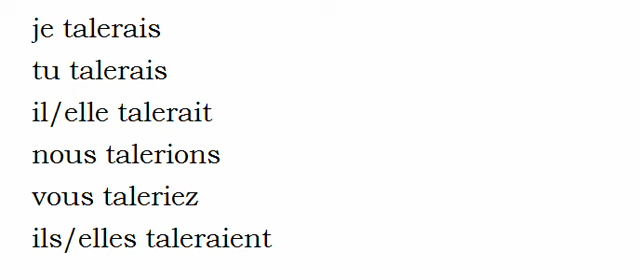 je talerais
tu talerais
il/elle talerait
nous talerions
vous taleriez
ils/elles taleraient